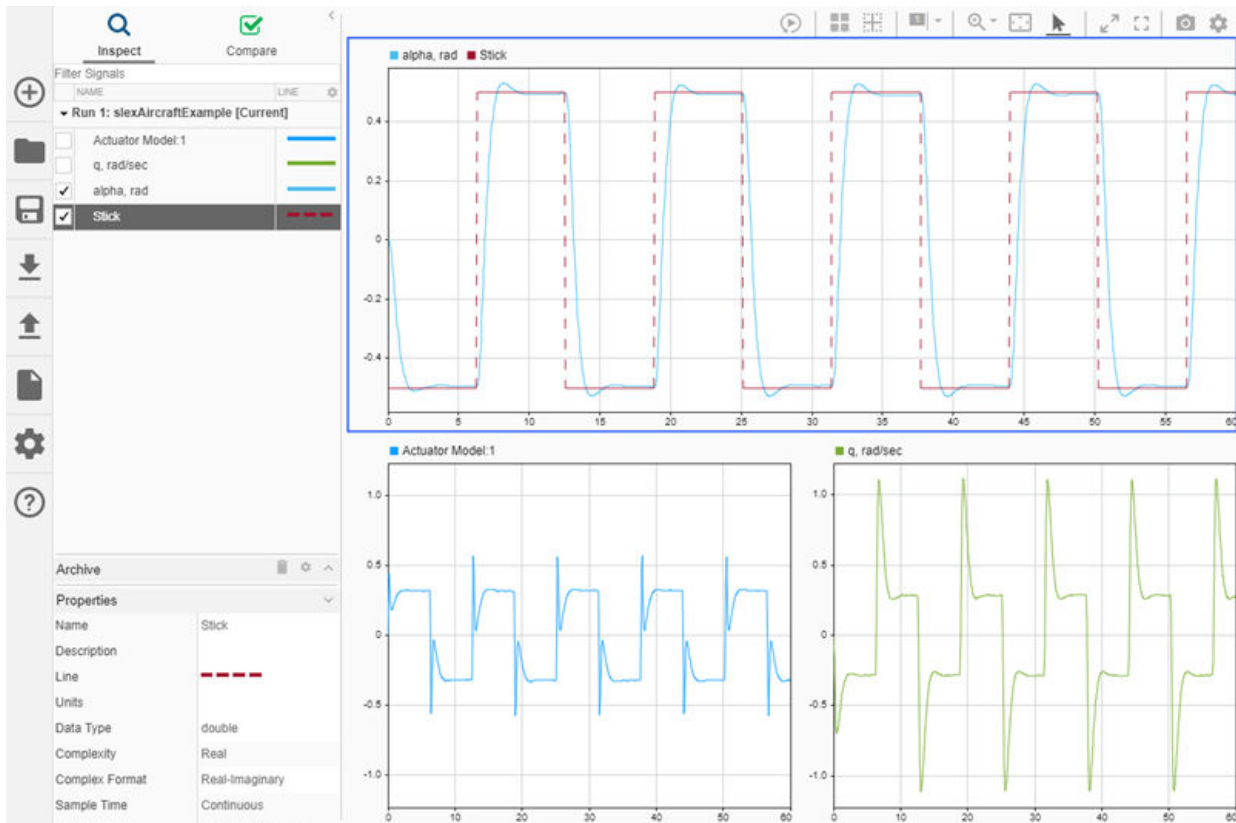 Inspect
Compare
Filter Signals
NAME LINE
Run 1: slexAircraftExample [Current]
Actuator Model:1
q, rad/sec
alpha, rad
Stick
Archive
Properties
Name Stick
Description
Line
Units
Data Type double
Complexity Real
Complex Format Real-Imaginary
Sample Time Continuous
1
alpha, rad Stick
0.4
0.2
0
-0.2
-0.4
0 5 10 15 20 25 30 35 40 45 50 55 60
Actuator Model:1
1.0
0.5
0
-0.5
-1.0
0 10 20 30 40 50 60
q, rad/sec
1.0
0.5
0
-0.5
-1.0
0 10 20 30 40 50 60